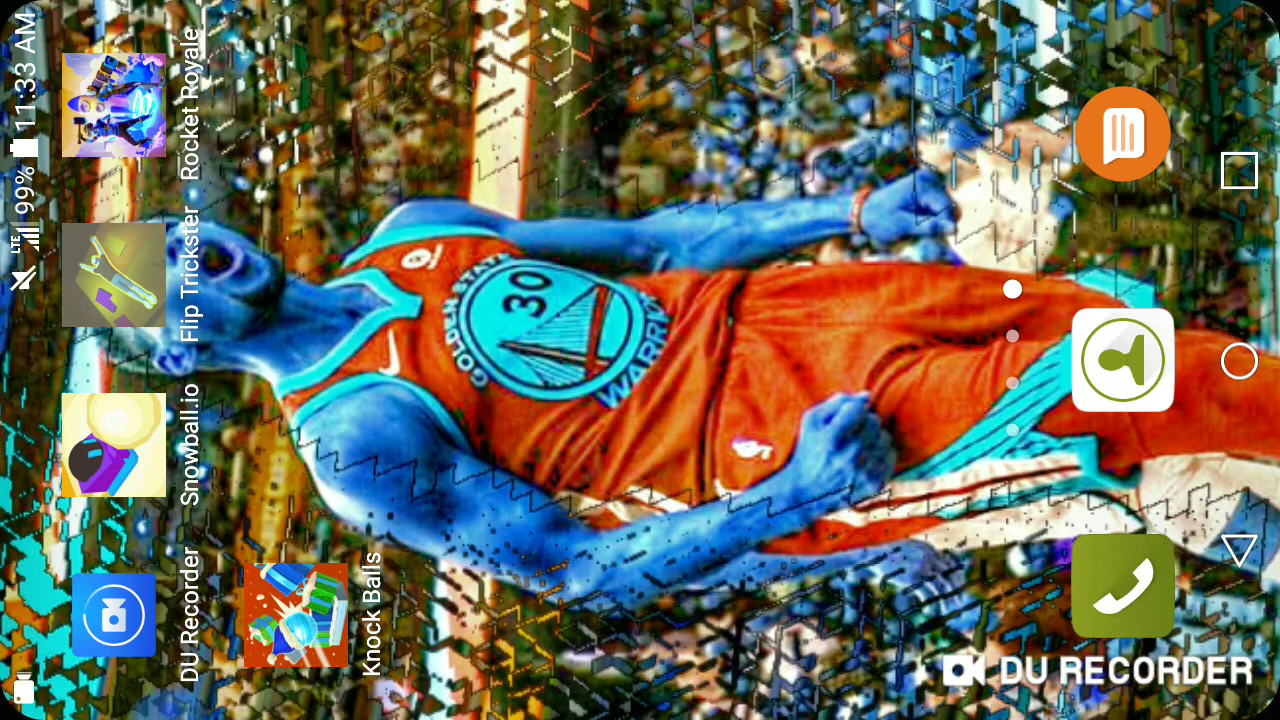 LTE 99% 11:33 AM
DU Recorder
Snowball.io
Flip Trickster
Rocket Royale
Knock Balls
GOLDEN STATE
30
WARRI
DU RECORDER